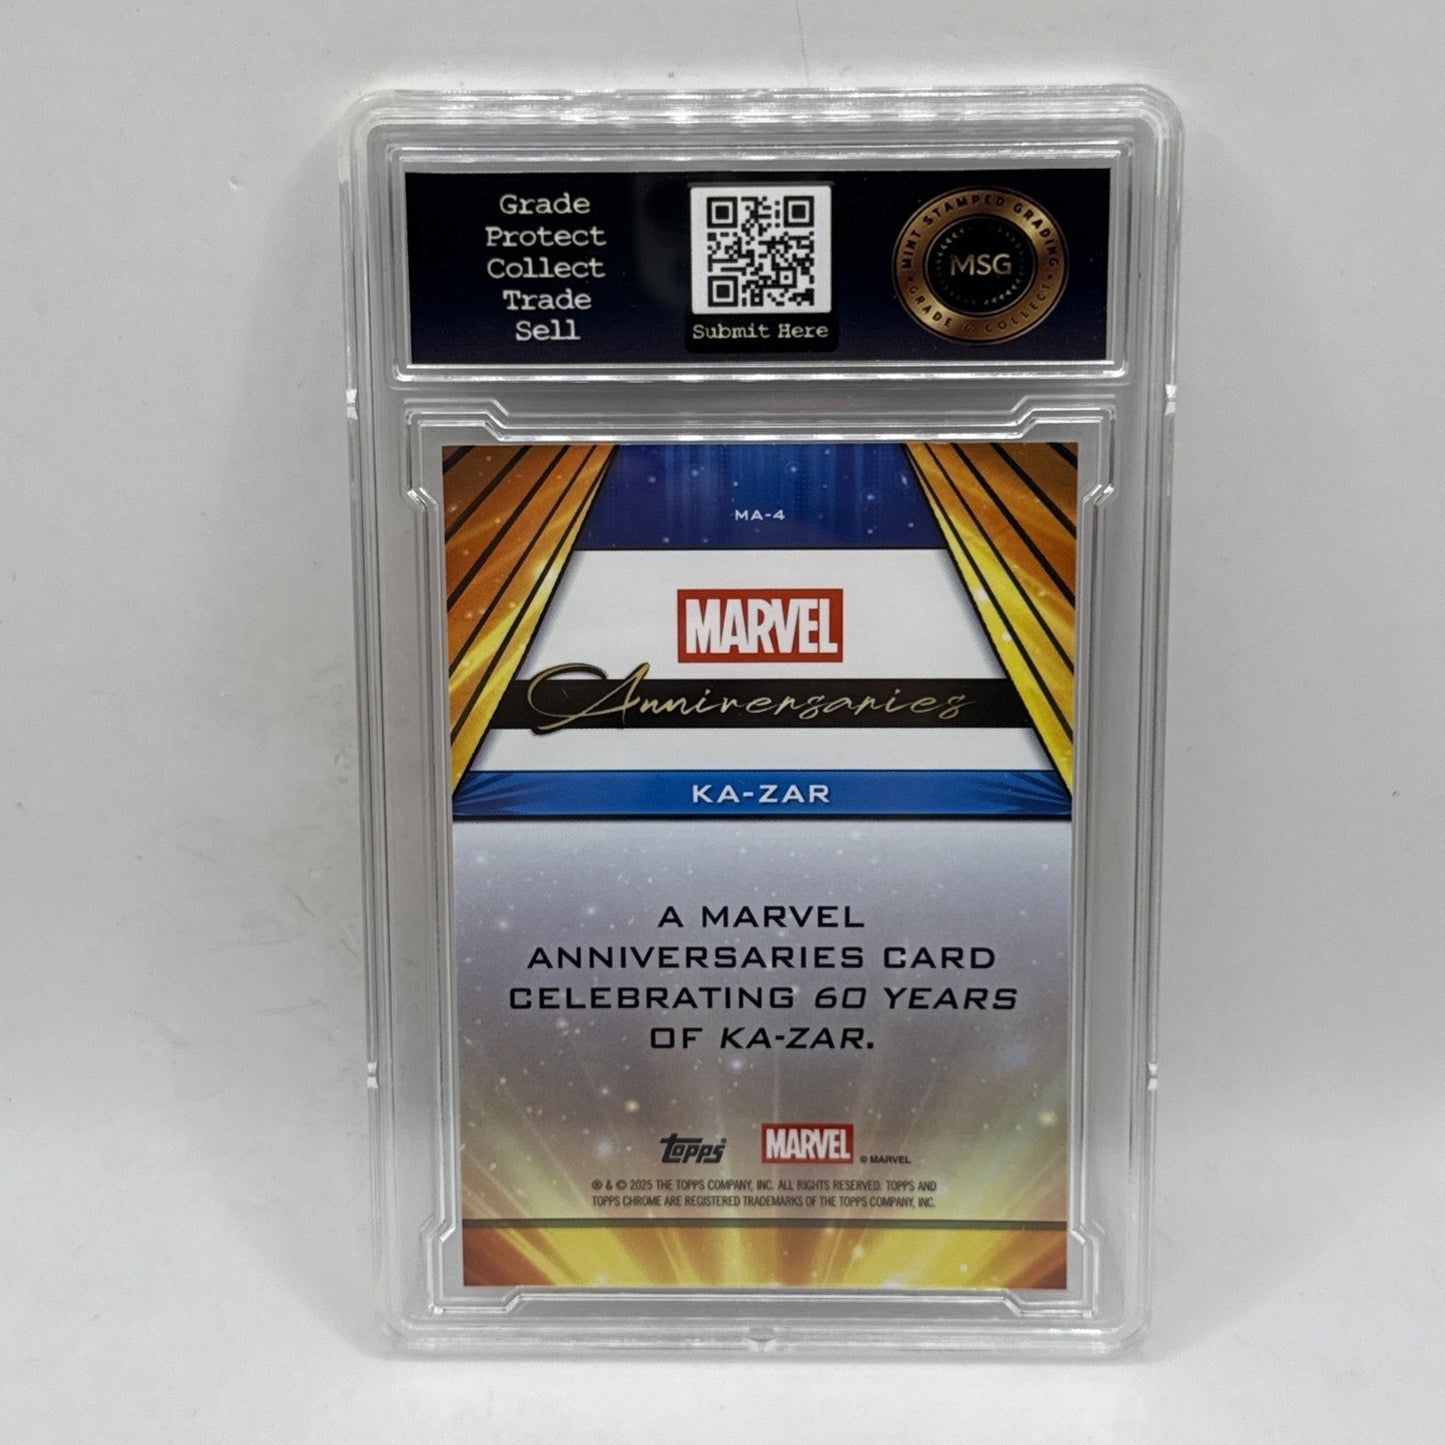 Grade
Protect
Collect
Trade
Sell
Submit Here
MINT STAMPED GRADING
MSG
GRADE & COLLECT
MA-4
MARVEL
Anniversaries
KA-ZAR
A MARVEL
ANNIVERSARIES CARD
CELEBRATING 60 YEARS
OF KA-ZAR.
topps
MARVEL
© MARVEL
® & © 2025 THE TOPPS COMPANY, INC. ALL RIGHTS RESERVED. TOPPS AND
TOPPS CHROME ARE REGISTERED TRADEMARKS OF THE TOPPS COMPANY, INC.